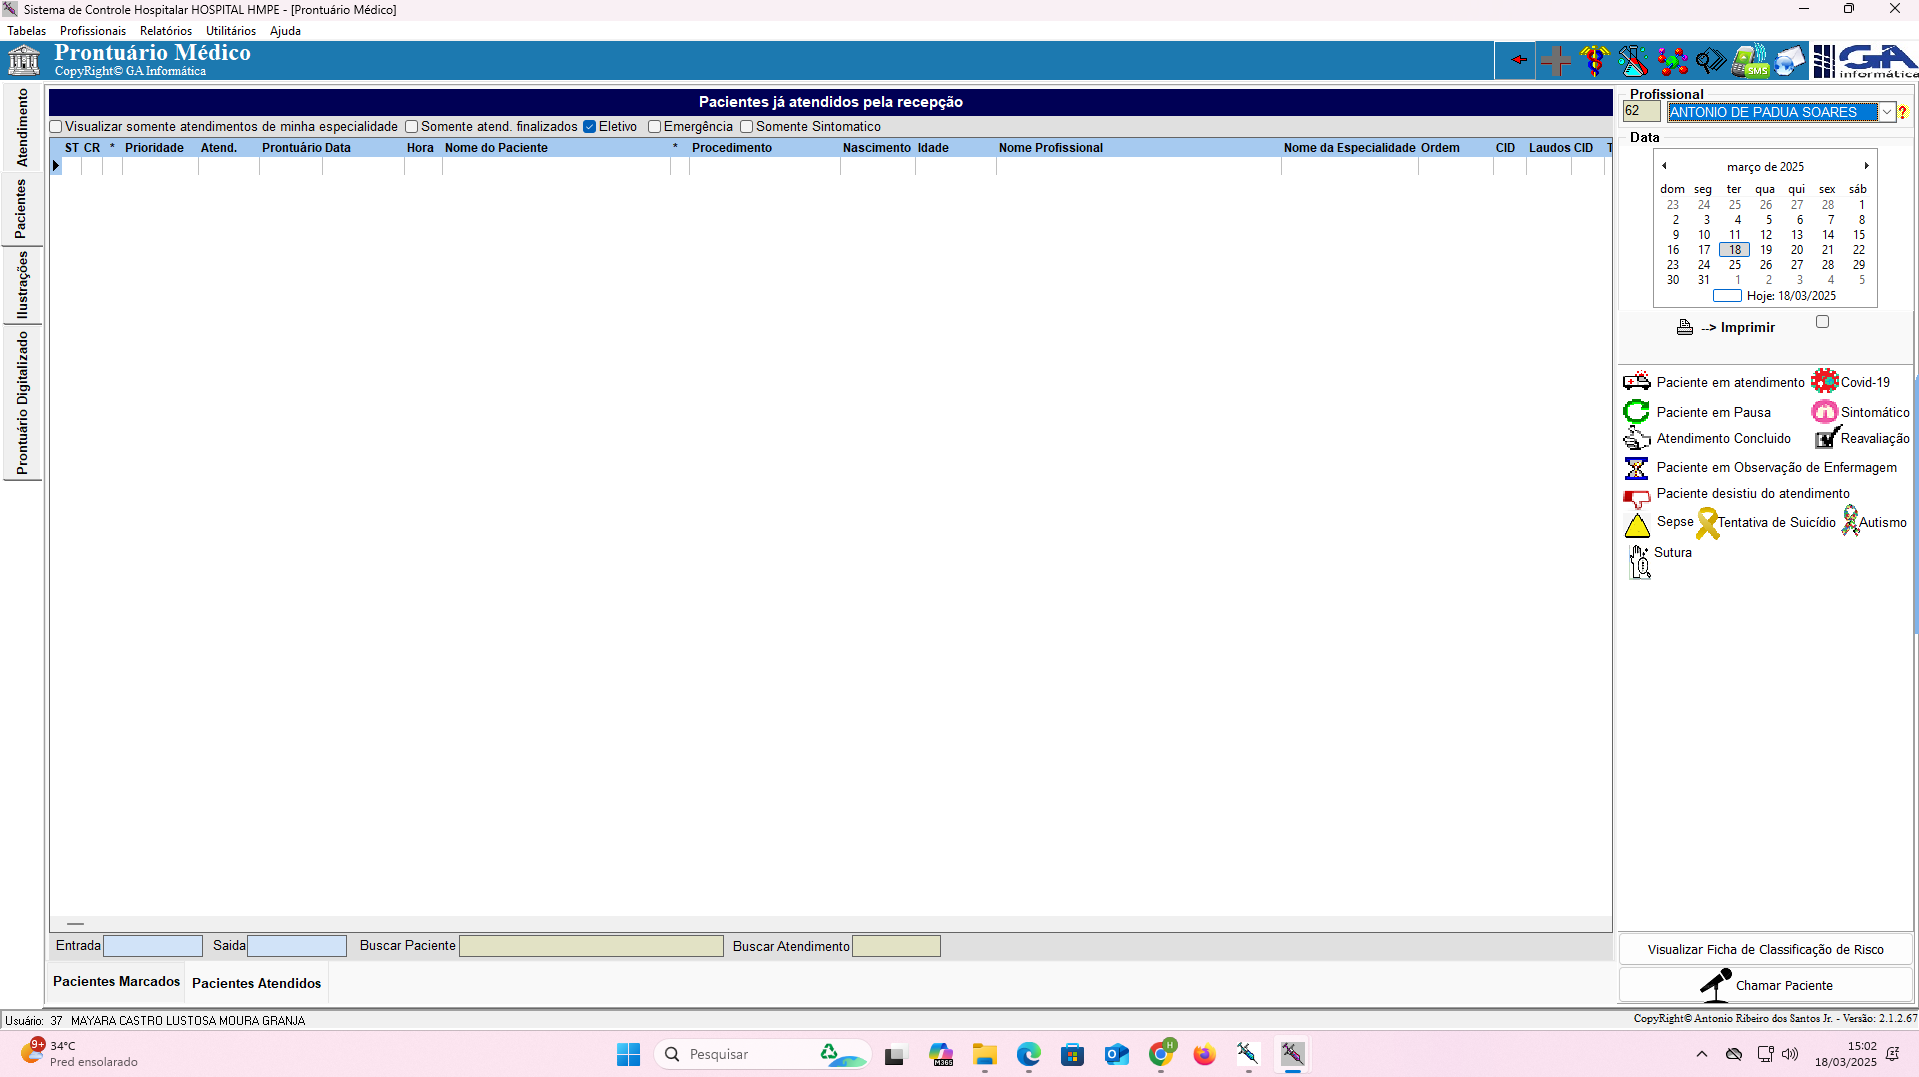 Sistema de Controle Hospitalar HOSPITAL HMPE - [Prontuário Médico]
Tabelas Profissionais Relatórios Utilitários Ajuda
Prontuário Médico
CopyRight© GA Informática
SMS
GA
informática
Atendimento
Pacientes
Ilustrações
Prontuário Digitalizado
Pacientes já atendidos pela recepção
Visualizar somente atendimentos de minha especialidade Somente atend. finalizados Eletivo Emergência Somente Sintomatico
ST CR * Prioridade Atend. Prontuário Data Hora Nome do Paciente * Procedimento Nascimento Idade Nome Profissional Nome da Especialidade Ordem CID Laudos CID T
Profissional
62 ANTONIO DE PADUA SOARES ?
Data
março de 2025
dom seg ter qua qui sex sáb
23 24 25 26 27 28 1
2 3 4 5 6 7 8
9 10 11 12 13 14 15
16 17 18 19 20 21 22
23 24 25 26 27 28 29
30 31 1 2 3 4 5
Hoje: 18/03/2025
--> Imprimir
Paciente em atendimento Covid-19
Paciente em Pausa Sintomático
Atendimento Concluido Reavaliação
Paciente em Observação de Enfermagem
Paciente desistiu do atendimento
Sepse Tentativa de Suicídio Autismo
Sutura
Entrada Saida Buscar Paciente Buscar Atendimento
Visualizar Ficha de Classificação de Risco
Pacientes Marcados Pacientes Atendidos
Chamar Paciente
Usuário: 37 MAYARA CASTRO LUSTOSA MOURA GRANJA
CopyRight© Antonio Ribeiro dos Santos Jr. - Versão: 2.1.2.67
9+
34°C
Pred ensolarado
Pesquisar
M365
H
15:02
18/03/2025